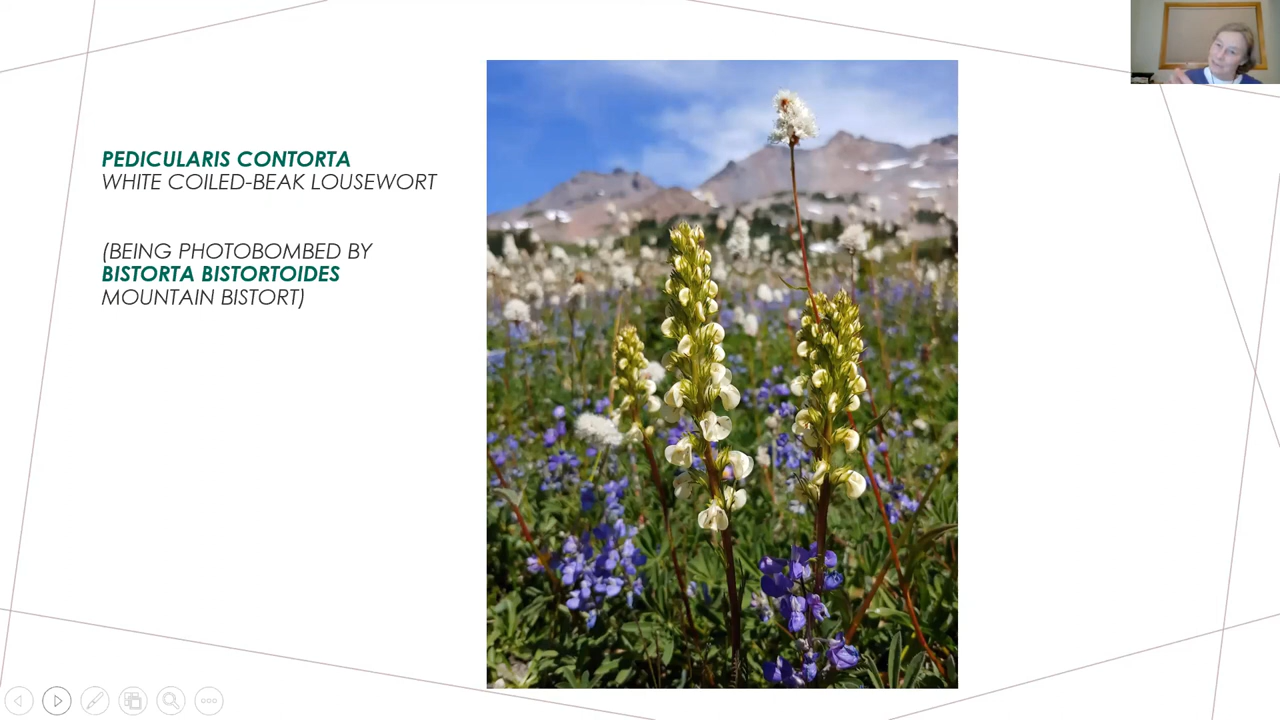 PEDICULARIS CONTORTA
WHITE COILED-BEAK LOUSEWORT
(BEING PHOTOBOMBED BY
BISTORTA BISTORTOIDES
MOUNTAIN BISTORT)